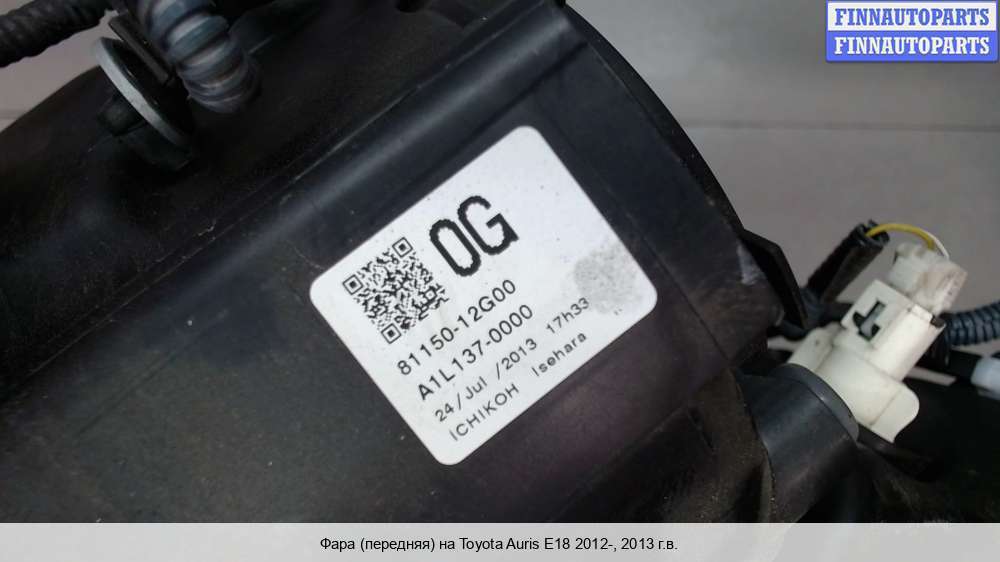 FINNAUTOPARTS
FINNAUTOPARTS
0G
81150-12G00
A1L137-0000
24/Jul /2013 17h33
ICHIKOH Isehara
Фара (передняя) на Toyota Auris E18 2012-, 2013 г.в.